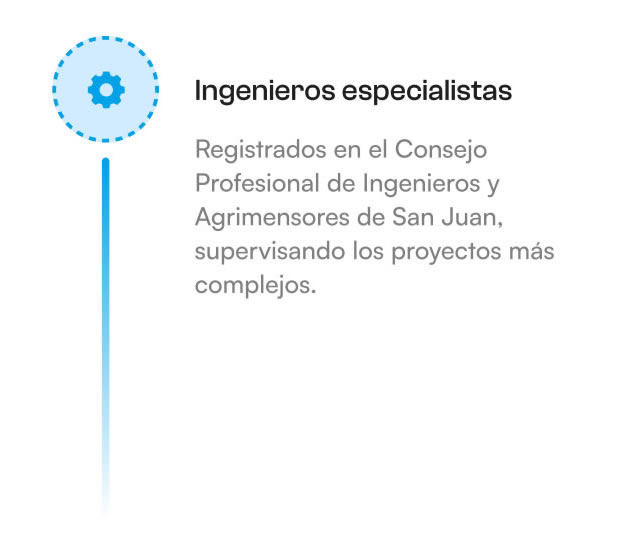 Ingenieros especialistas
Registrados en el Consejo
Profesional de Ingenieros y
Agrimensores de San Juan,
supervisando los proyectos más
complejos.